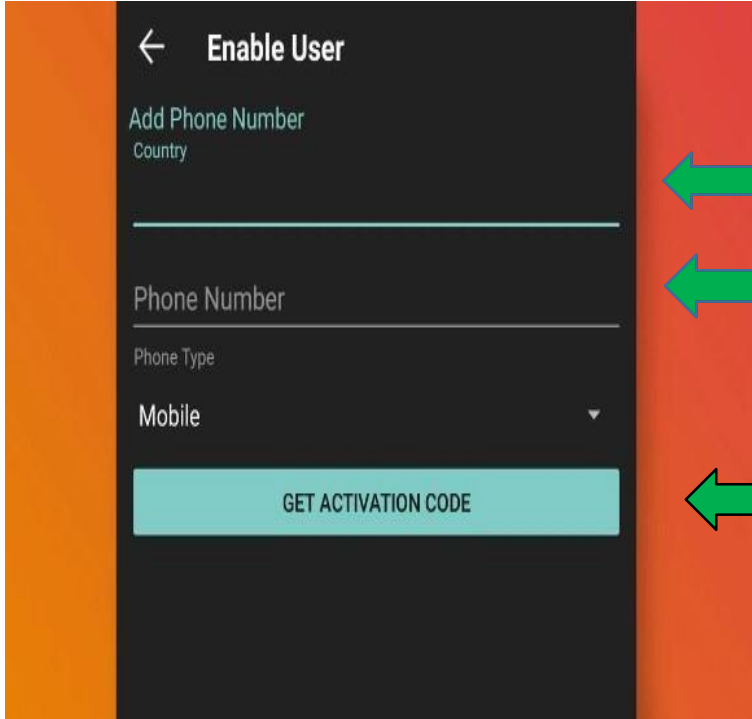 Enable User
Add Phone Number
Country
Phone Number
Phone Type
Mobile
GET ACTIVATION CODE